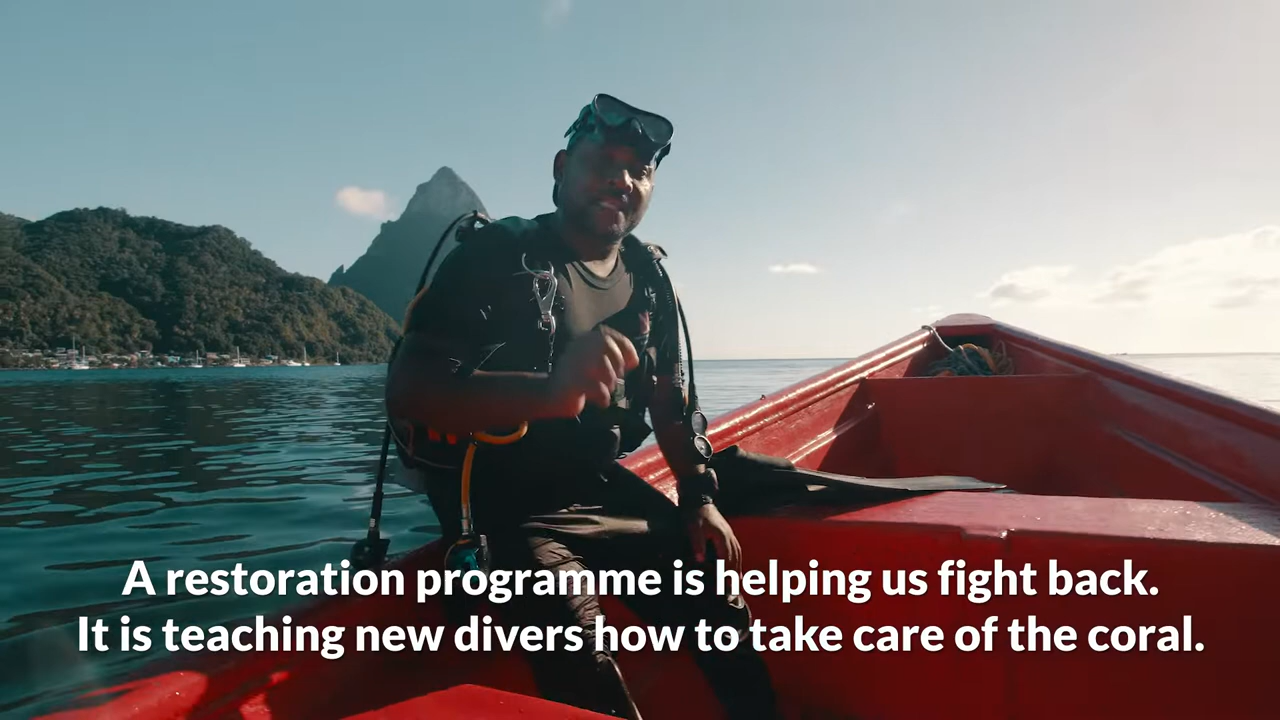 A restoration programme is helping us fight back.
It is teaching new divers how to take care of the coral.